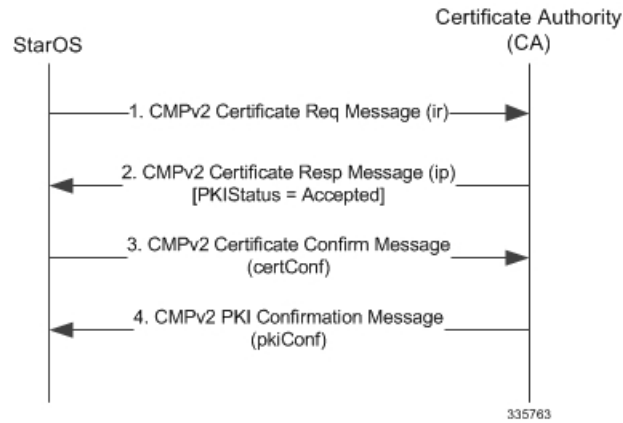 Certificate Authority
(CA)
StarOS
1. CMPv2 Certificate Req Message (ir)
2. CMPv2 Certificate Resp Message (ip)
[PKIStatus = Accepted]
3. CMPv2 Certificate Confirm Message
(certConf)
4. CMPv2 PKI Confirmation Message
(pkiConf)
335763